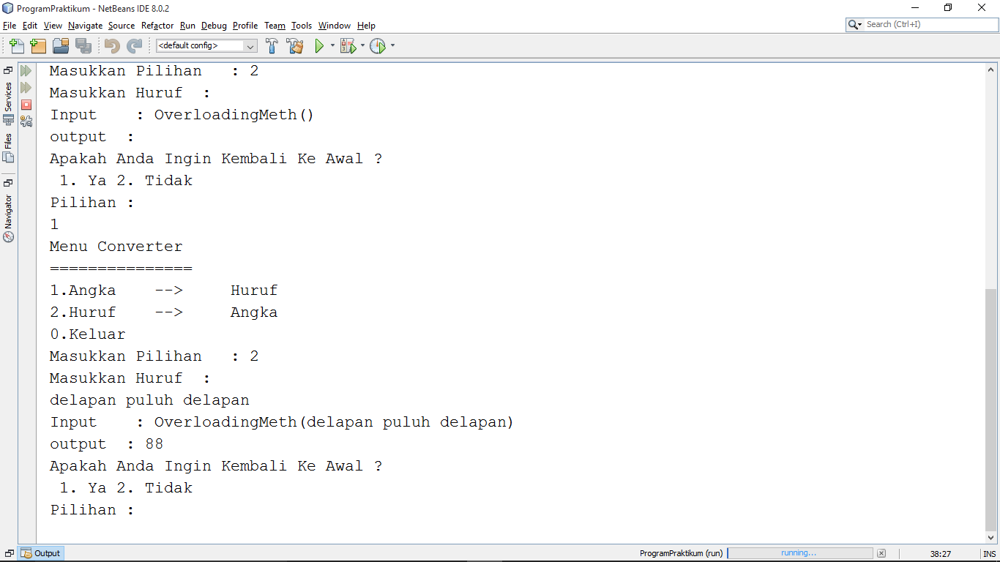 ProgramPraktikum - NetBeans IDE 8.0.2
File Edit View Navigate Source Refactor Run Debug Profile Team Tools Window Help
Search (Ctrl+I)
<default config>
Services
Files
Navigator
Masukkan Pilihan : 2
Masukkan Huruf :
Input : OverloadingMeth()
output :
Apakah Anda Ingin Kembali Ke Awal ?
1. Ya 2. Tidak
Pilihan :
1
Menu Converter
===============
1.Angka --> Huruf
2.Huruf --> Angka
0.Keluar
Masukkan Pilihan : 2
Masukkan Huruf :
delapan puluh delapan
Input : OverloadingMeth(delapan puluh delapan)
output : 88
Apakah Anda Ingin Kembali Ke Awal ?
1. Ya 2. Tidak
Pilihan :
Output
ProgramPraktikum (run) running... 38:27 INS